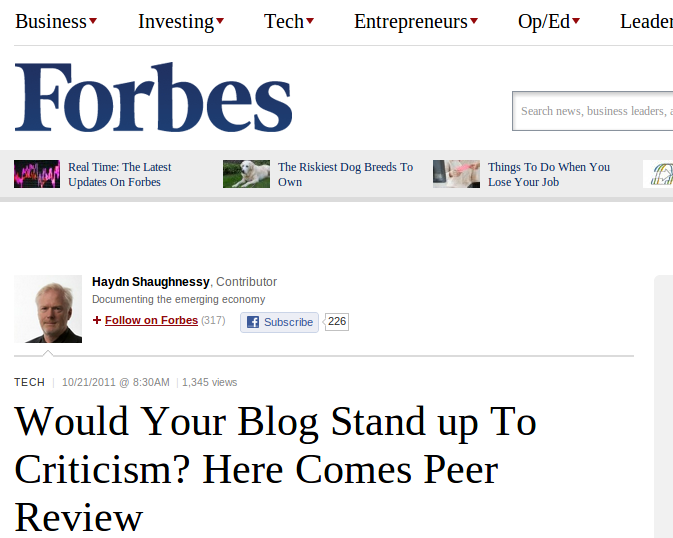 Business Investing Tech Entrepreneurs Op/Ed Leader
Forbes
Search news, business leaders, a
Real Time: The Latest
Updates On Forbes
The Riskiest Dog Breeds To
Own
Things To Do When You
Lose Your Job
Haydn Shaughnessy, Contributor
Documenting the emerging economy
+ Follow on Forbes (317)
f Subscribe 226
TECH | 10/21/2011 @ 8:30AM | 1,345 views
Would Your Blog Stand up To
Criticism? Here Comes Peer
Review